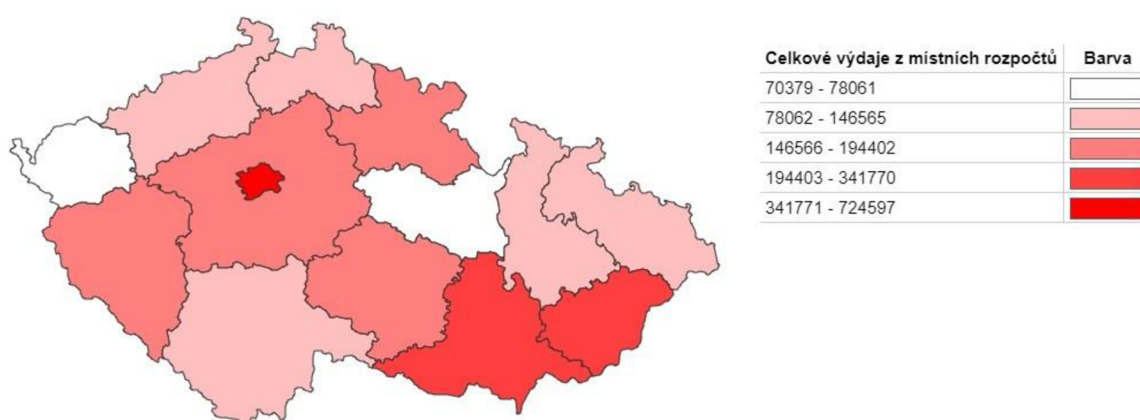 Celkové výdaje z místních rozpočtů Barva
70379 - 78061
78062 - 146565
146566 - 194402
194403 - 341770
341771 - 724597